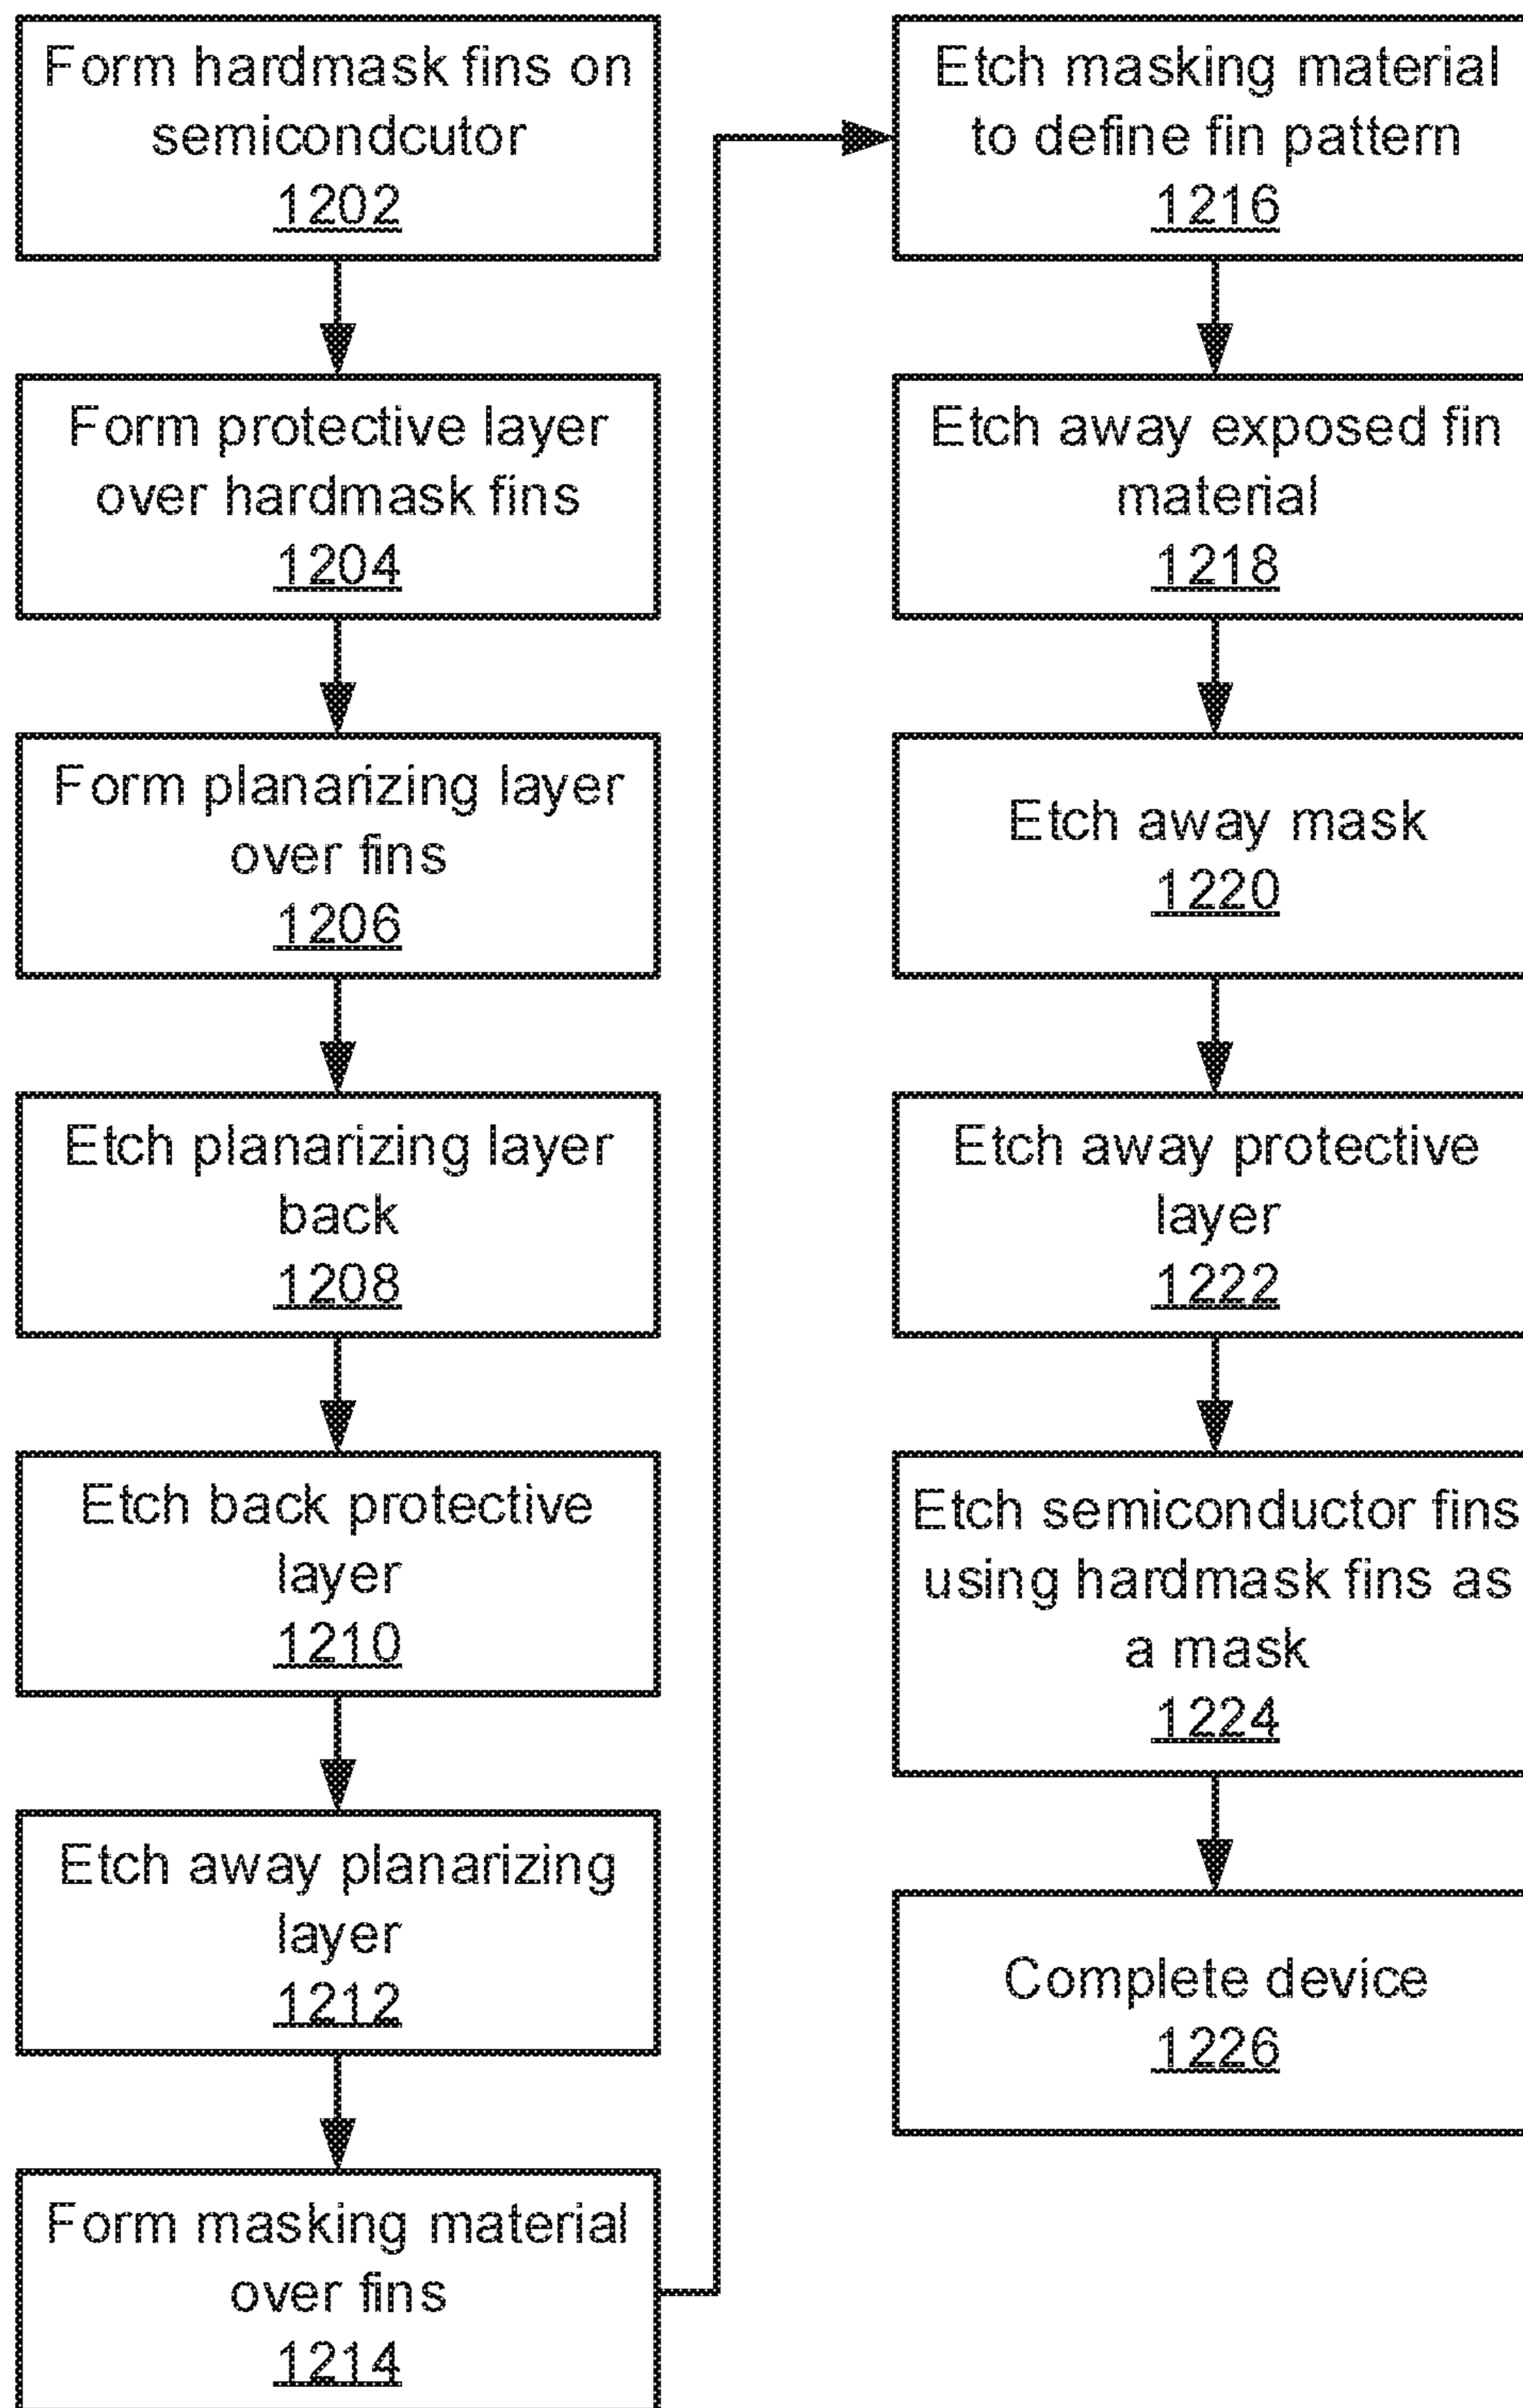 Form hardmask fins on
semicondcutor
1202
Form protective layer
over hardmask fins
1204
Form planarizing layer
over fins
1206
Etch planarizing layer
back
1208
Etch back protective
layer
1210
Etch away planarizing
layer
1212
Form masking material
over fins
1214
Etch masking material
to define fin pattern
1216
Etch away exposed fin
material
1218
Etch away mask
1220
Etch away protective
layer
1222
Etch semiconductor fins
using hardmask fins as
a mask
1224
Complete device
1226